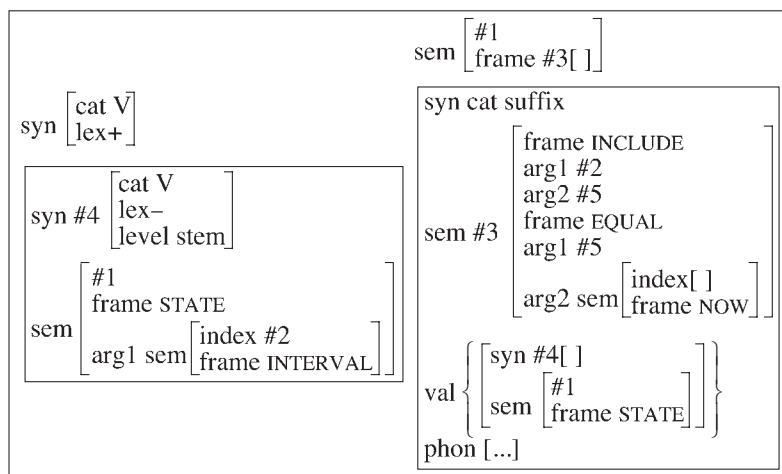 sem #1
frame #3[ ]
syn cat V
lex+
syn #4 cat V
lex–
level stem
sem #1
frame STATE
arg1 sem index #2
frame INTERVAL
syn cat suffix
sem #3 frame INCLUDE
arg1 #2
arg2 #5
frame EQUAL
arg1 #5
arg2 sem index[ ]
frame NOW
val { syn #4[ ]
sem #1
frame STATE }
phon [...]